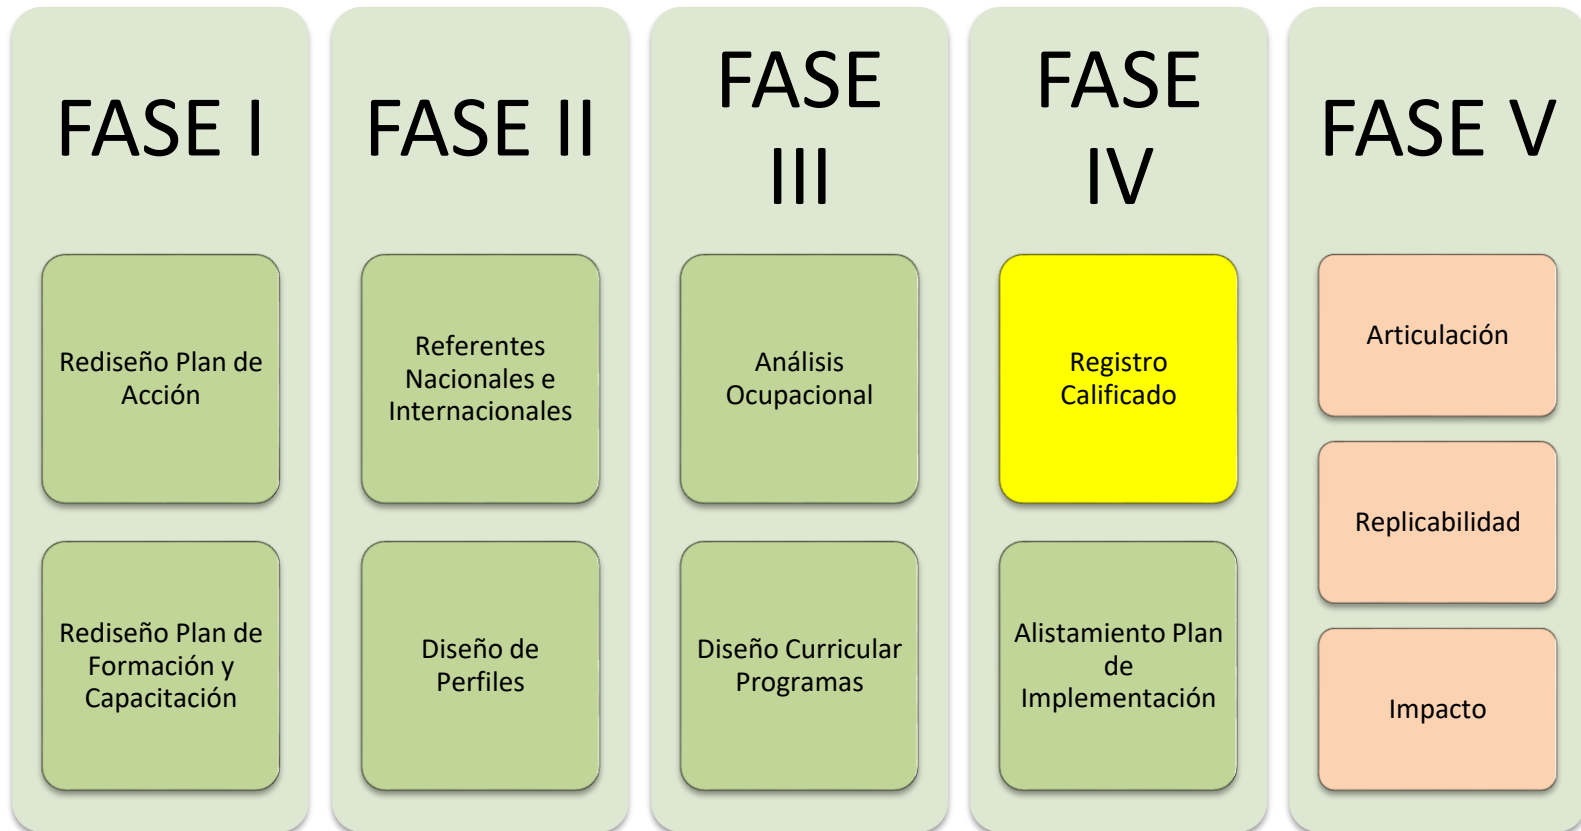 FASE I
Rediseño Plan de
Acción
Rediseño Plan de
Formación y
Capacitación
FASE II
Referentes
Nacionales e
Internacionales
Diseño de
Perfiles
FASE
III
Análisis
Ocupacional
Diseño Curricular
Programas
FASE
IV
Registro
Calificado
Alistamiento Plan
de
Implementación
FASE V
Articulación
Replicabilidad
Impacto